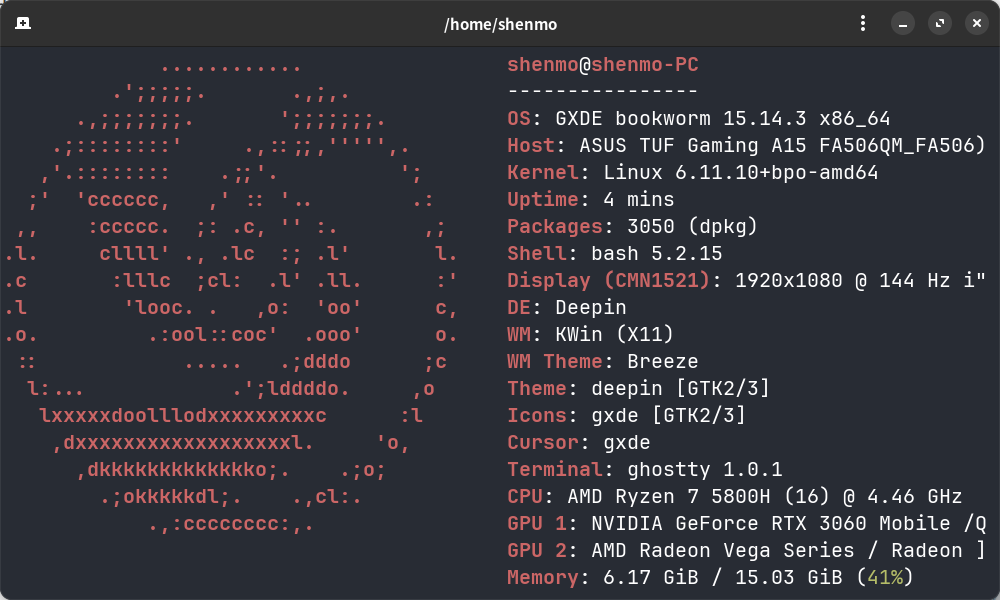 /home/shenmo
shenmo@shenmo-PC
----------------
OS: GXDE bookworm 15.14.3 x86_64
Host: ASUS TUF Gaming A15 FA506QM_FA506)
Kernel: Linux 6.11.10+bpo-amd64
Uptime: 4 mins
Packages: 3050 (dpkg)
Shell: bash 5.2.15
Display (CMN1521): 1920x1080 @ 144 Hz i"
DE: Deepin
WM: KWin (X11)
WM Theme: Breeze
Theme: deepin [GTK2/3]
Icons: gxde [GTK2/3]
Cursor: gxde
Terminal: ghostty 1.0.1
CPU: AMD Ryzen 7 5800H (16) @ 4.46 GHz
GPU 1: NVIDIA GeForce RTX 3060 Mobile /Q
GPU 2: AMD Radeon Vega Series / Radeon ]
Memory: 6.17 GiB / 15.03 GiB (41%)